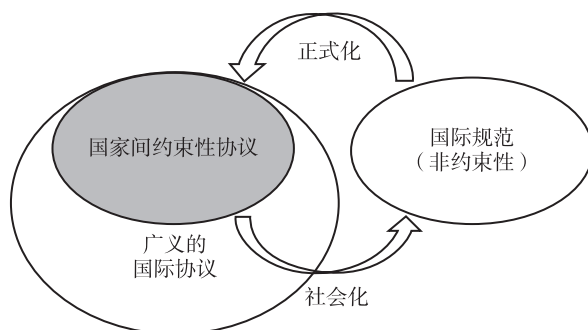 正式化
国家间约束性协议
国际规范
（非约束性）
广义的
国际协议
社会化